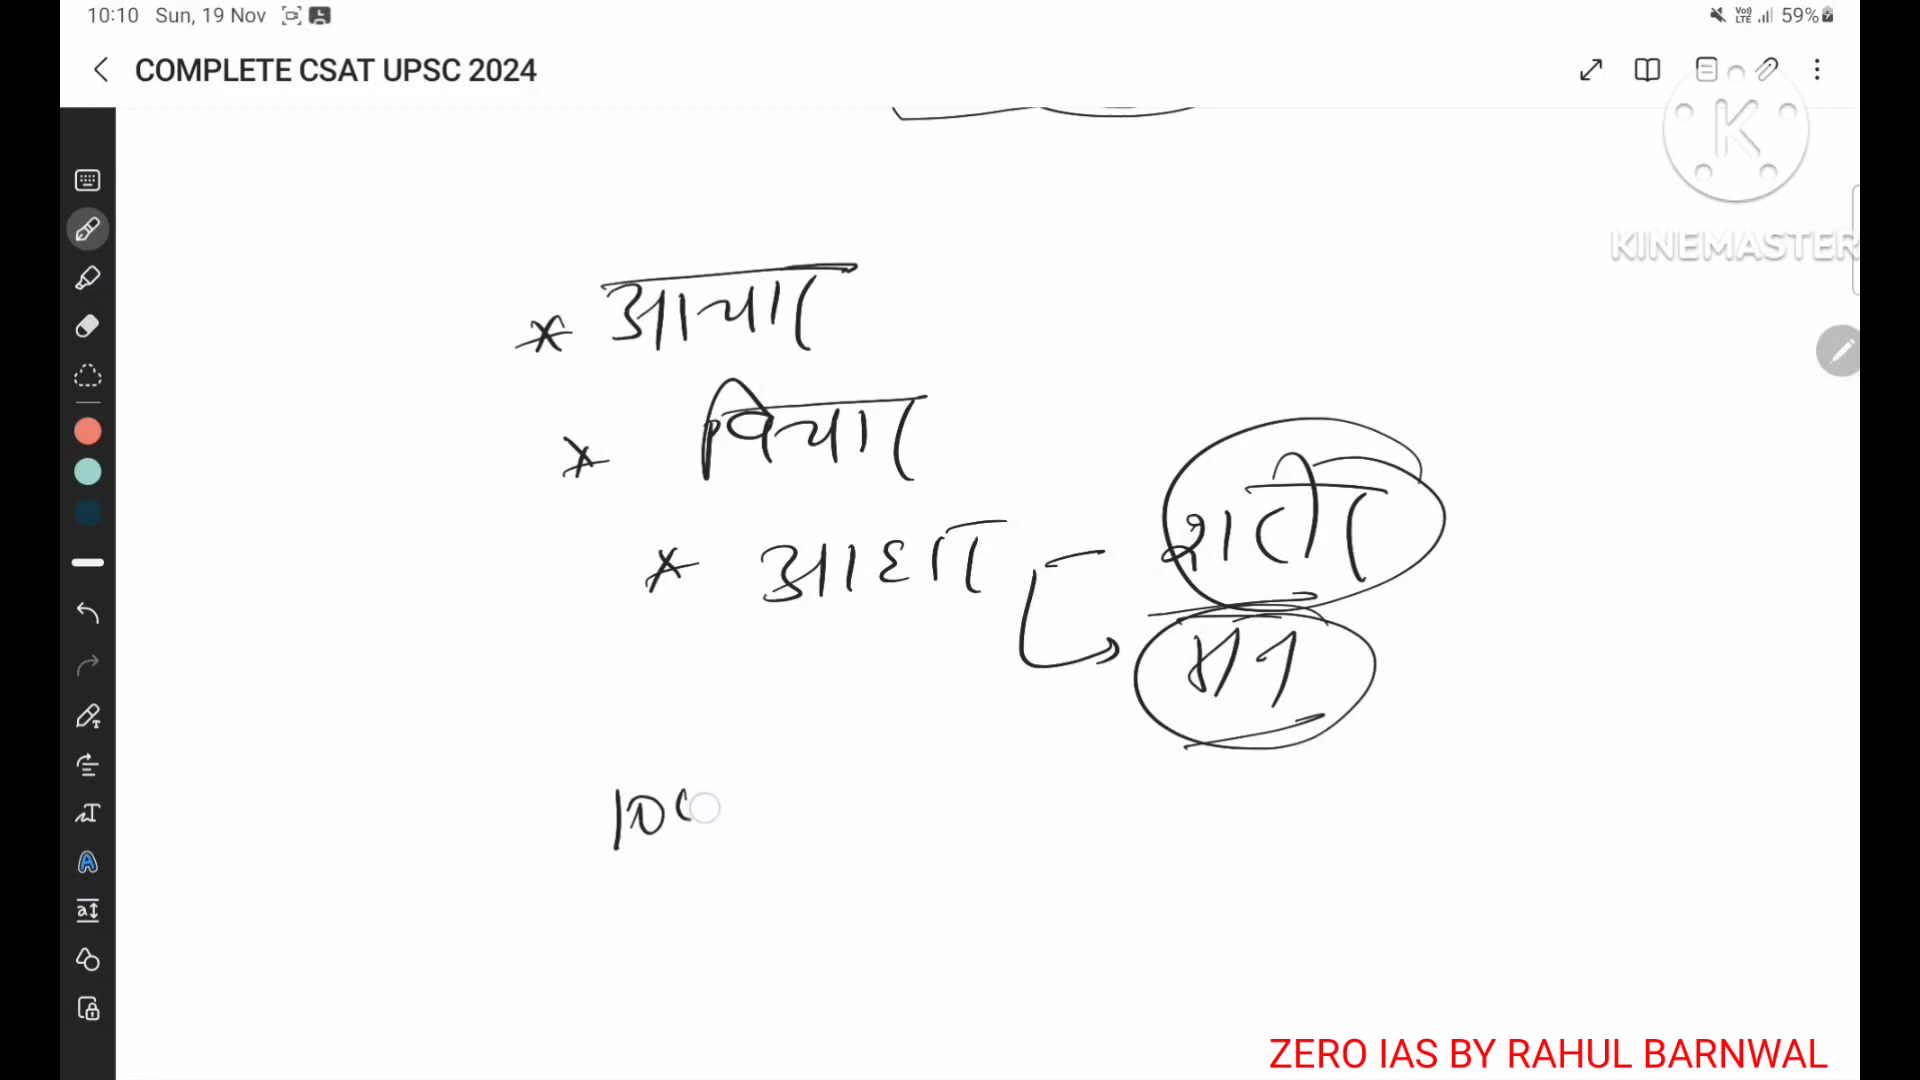 10:10 Sun, 19 Nov 59%
COMPLETE CSAT UPSC 2024
KINEMASTER
* आचार
* विचार
* आहार
शरीर
मन
100
ZERO IAS BY RAHUL BARNWAL